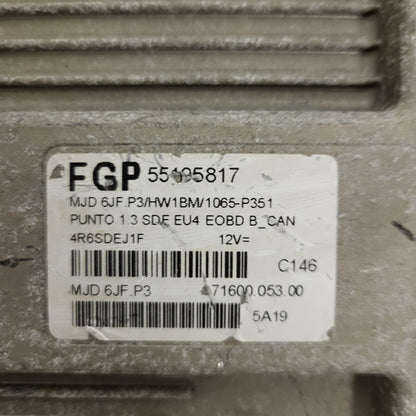 FGP 55195817
MJD 6JF.P3/HW1BM/1065-P351
PUNTO 1.3 SDE EU4 EOBD B_CAN
4R6SDEJ1F 12V=
C146
MJD 6JF.P3 71600.053.00
5A19